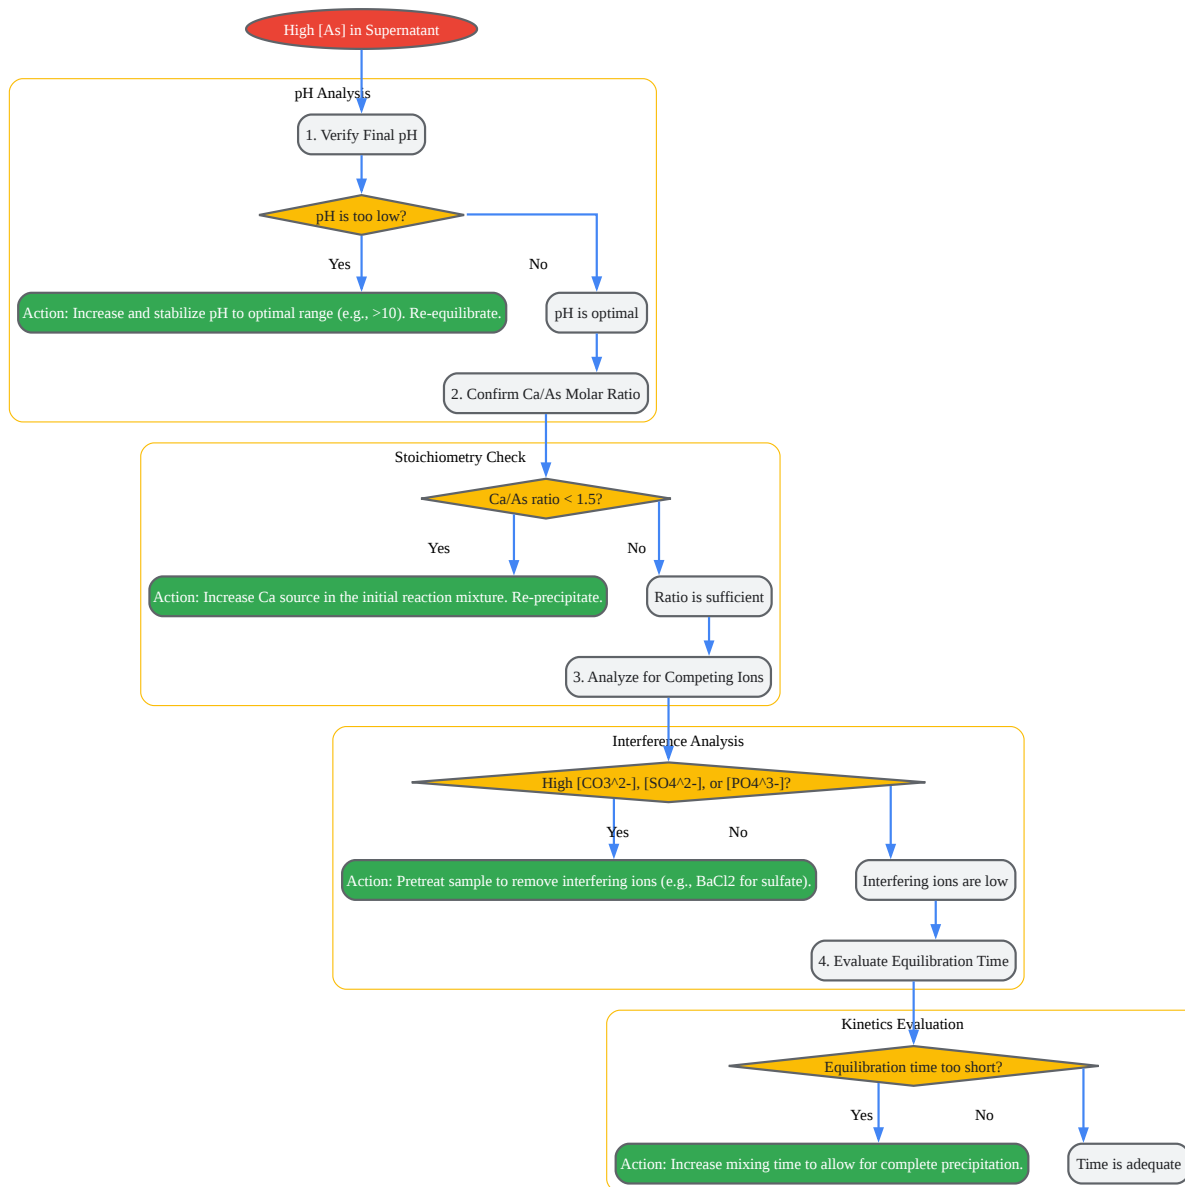 High [As] in Supernatant
pH Analysis
1. Verify Final pH
pH is too low?
Yes
No
Action: Increase and stabilize pH to optimal range (e.g., >10). Re-equilibrate.
pH is optimal
2. Confirm Ca/As Molar Ratio
Stoichiometry Check
Ca/As ratio < 1.5?
Yes
No
Action: Increase Ca source in the initial reaction mixture. Re-precipitate.
Ratio is sufficient
3. Analyze for Competing Ions
Interference Analysis
High [CO3^2-], [SO4^2-], or [PO4^3-]?
Yes
No
Action: Pretreat sample to remove interfering ions (e.g., BaCl2 for sulfate).
Interfering ions are low
4. Evaluate Equilibration Time
Kinetics Evaluation
Equilibration time too short?
Yes
No
Action: Increase mixing time to allow for complete precipitation.
Time is adequate